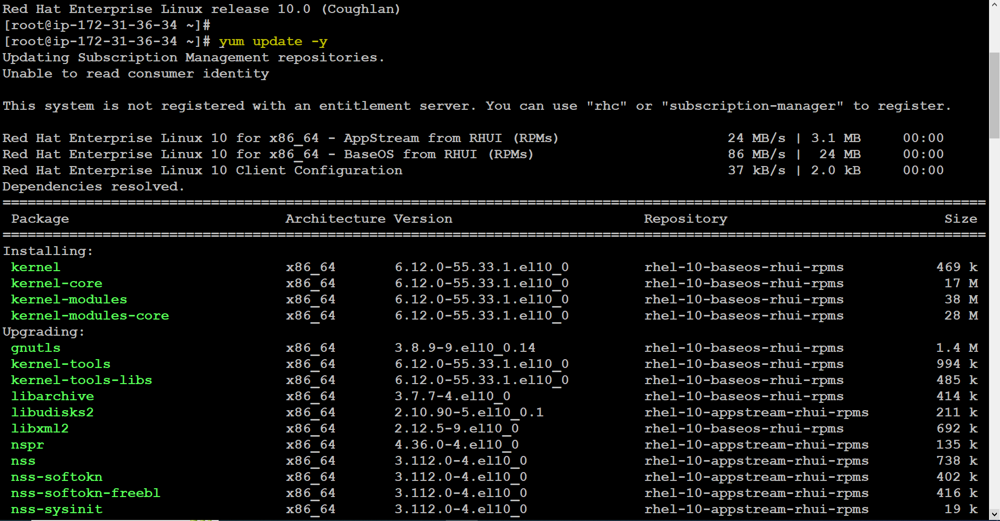 Red Hat Enterprise Linux release 10.0 (Coughlan)
[root@ip-172-31-36-34 ~]#
[root@ip-172-31-36-34 ~]# yum update -y
Updating Subscription Management repositories.
Unable to read consumer identity
This system is not registered with an entitlement server. You can use "rhc" or "subscription-manager" to register.
Red Hat Enterprise Linux 10 for x86_64 - AppStream from RHUI (RPMs) 24 MB/s | 3.1 MB 00:00
Red Hat Enterprise Linux 10 for x86_64 - BaseOS from RHUI (RPMs) 86 MB/s | 24 MB 00:00
Red Hat Enterprise Linux 10 Client Configuration 37 kB/s | 2.0 kB 00:00
Dependencies resolved.
======================================================================================================================
Package Architecture Version Repository Size
======================================================================================================================
Installing:
kernel x86_64 6.12.0-55.33.1.el10_0 rhel-10-baseos-rhui-rpms 469 k
kernel-core x86_64 6.12.0-55.33.1.el10_0 rhel-10-baseos-rhui-rpms 17 M
kernel-modules x86_64 6.12.0-55.33.1.el10_0 rhel-10-baseos-rhui-rpms 38 M
kernel-modules-core x86_64 6.12.0-55.33.1.el10_0 rhel-10-baseos-rhui-rpms 28 M
Upgrading:
gnutls x86_64 3.8.9-9.el10_0.14 rhel-10-baseos-rhui-rpms 1.4 M
kernel-tools x86_64 6.12.0-55.33.1.el10_0 rhel-10-baseos-rhui-rpms 994 k
kernel-tools-libs x86_64 6.12.0-55.33.1.el10_0 rhel-10-baseos-rhui-rpms 485 k
libarchive x86_64 3.7.7-4.el10_0 rhel-10-baseos-rhui-rpms 414 k
libudisks2 x86_64 2.10.90-5.el10_0.1 rhel-10-appstream-rhui-rpms 211 k
libxml2 x86_64 2.12.5-9.el10_0 rhel-10-baseos-rhui-rpms 692 k
nspr x86_64 4.36.0-4.el10_0 rhel-10-appstream-rhui-rpms 135 k
nss x86_64 3.112.0-4.el10_0 rhel-10-appstream-rhui-rpms 738 k
nss-softokn x86_64 3.112.0-4.el10_0 rhel-10-appstream-rhui-rpms 402 k
nss-softokn-freebl x86_64 3.112.0-4.el10_0 rhel-10-appstream-rhui-rpms 416 k
nss-sysinit x86_64 3.112.0-4.el10_0 rhel-10-appstream-rhui-rpms 19 k